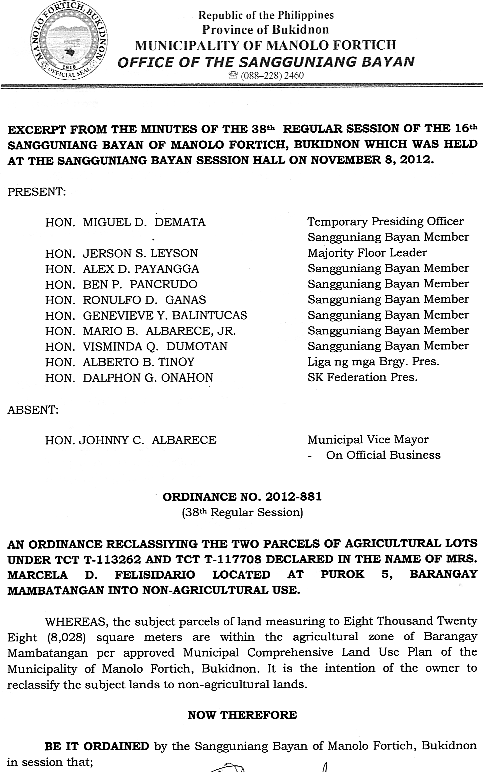 Republic of the Philippines
Province of Bukidnon
MUNICIPALITY OF MANOLO FORTICH
OFFICE OF THE SANGGUNIANG BAYAN
☏ (088-228) 2460
EXCERPT FROM THE MINUTES OF THE 38th REGULAR SESSION OF THE 16th
SANGGUNIANG BAYAN OF MANOLO FORTICH, BUKIDNON WHICH WAS HELD
AT THE SANGGUNIANG BAYAN SESSION HALL ON NOVEMBER 8, 2012.
PRESENT:
HON. MIGUEL D. DEMATA Temporary Presiding Officer
Sangguniang Bayan Member
HON. JERSON S. LEYSON Majority Floor Leader
HON. ALEX D. PAYANGGA Sangguniang Bayan Member
HON. BEN P. PANCRUDO Sangguniang Bayan Member
HON. RONULFO D. GANAS Sangguniang Bayan Member
HON. GENEVIEVE Y. BALINTUCAS Sangguniang Bayan Member
HON. MARIO B. ALBARECE, JR. Sangguniang Bayan Member
HON. VISMINDA Q. DUMOTAN Sangguniang Bayan Member
HON. ALBERTO B. TINOY Liga ng mga Brgy. Pres.
HON. DALPHON G. ONAHON SK Federation Pres.
ABSENT:
HON. JOHNNY C. ALBARECE Municipal Vice Mayor
- On Official Business
ORDINANCE NO. 2012-881
(38th Regular Session)
AN ORDINANCE RECLASSIYING THE TWO PARCELS OF AGRICULTURAL LOTS
UNDER TCT T-113262 AND TCT T-117708 DECLARED IN THE NAME OF MRS.
MARCELA D. FELISIDARIO LOCATED AT PUROK 5, BARANGAY
MAMBATANGAN INTO NON-AGRICULTURAL USE.
WHEREAS, the subject parcels of land measuring to Eight Thousand Twenty
Eight (8,028) square meters are within the agricultural zone of Barangay
Mambatangan per approved Municipal Comprehensive Land Use Plan of the
Municipality of Manolo Fortich, Bukidnon. It is the intention of the owner to
reclassify the subject lands to non-agricultural lands.
NOW THEREFORE
BE IT ORDAINED by the Sangguniang Bayan of Manolo Fortich, Bukidnon
in session that;